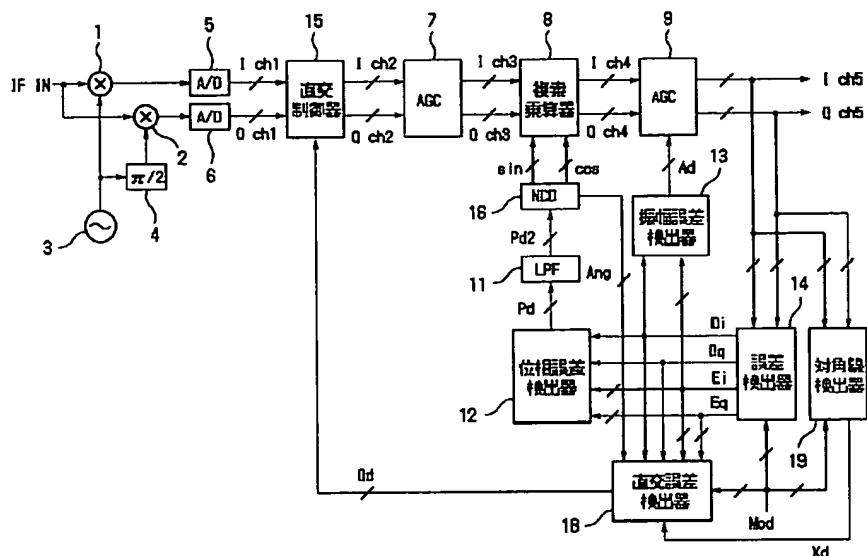 15
7
8
9
1
5
IF IN
A/D
I ch1
直交
制御器
I ch2
AGC
I ch3
複素
乗算器
I ch4
AGC
I ch5
A/D
Q ch1
Q ch2
Q ch3
Q ch4
Q ch5
2
6
π/2
4
3
sin
cos
NCO
16
Ad
13
振幅誤差
検出器
Pd2
LPF
11
Ang
Pd
14
位相誤差
検出器
12
Di
Dq
Ei
Eq
誤差
検出器
対角線
検出器
19
Od
直交誤差
検出器
18
Mod
Xd